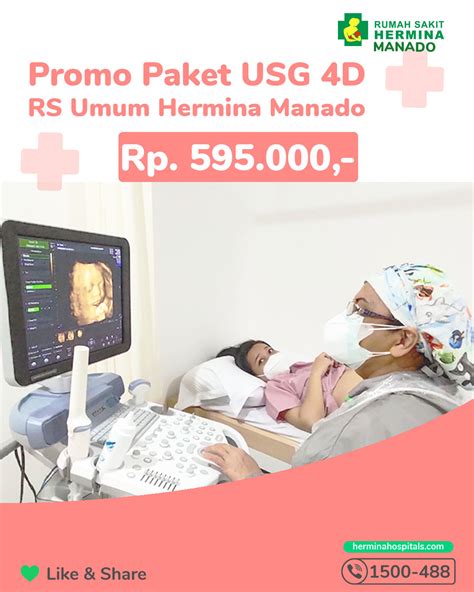 RUMAH SAKIT
HERMINA
MANADO
Promo Paket USG 4D
RS Umum Hermina Manado
Rp. 595.000,-
herminahospitals.com
Like & Share
1500-488